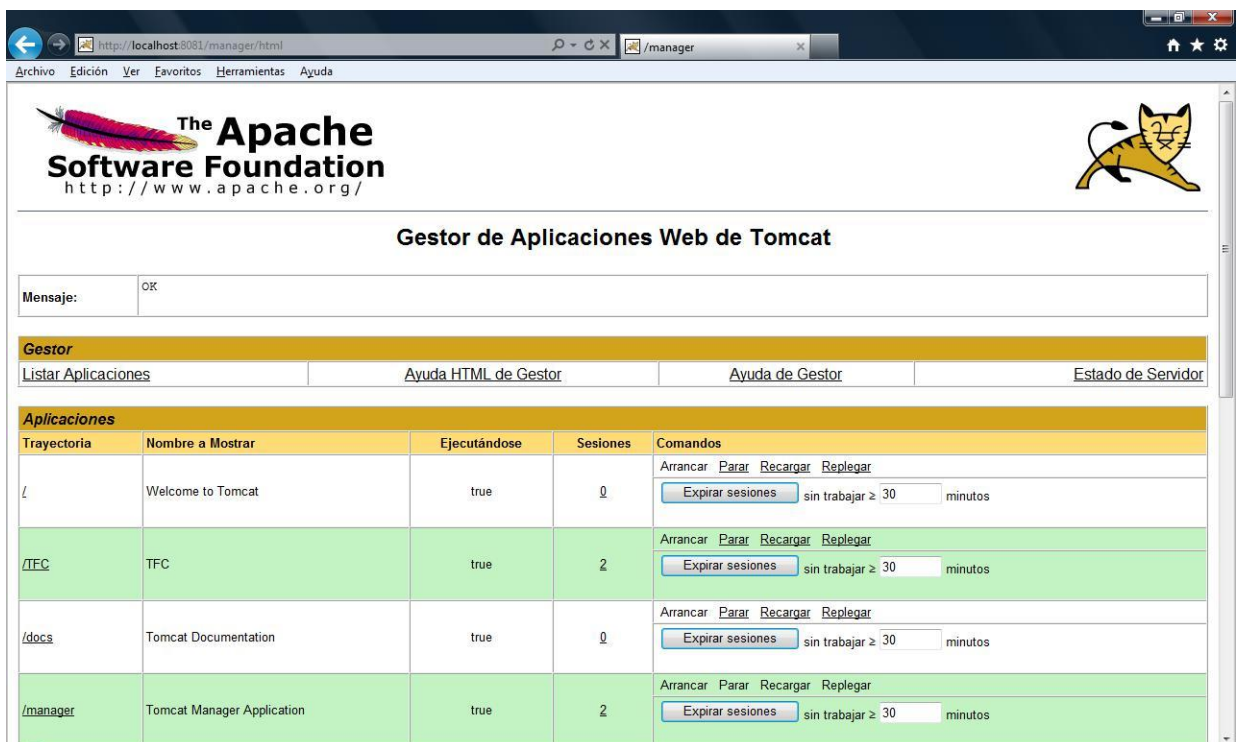 http://localhost:8081/manager/html
/manager
Archivo Edición Ver Favoritos Herramientas Ayuda
The Apache
Software Foundation
http://www.apache.org/
Gestor de Aplicaciones Web de Tomcat
Mensaje: OK
Gestor
Listar Aplicaciones Ayuda HTML de Gestor Ayuda de Gestor Estado de Servidor
Aplicaciones
Trayectoria Nombre a Mostrar Ejecutándose Sesiones Comandos
Arrancar Parar Recargar Replegar
/ Welcome to Tomcat true 0
Expirar sesiones sin trabajar ≥ 30 minutos
Arrancar Parar Recargar Replegar
/TFC TFC true 2
Expirar sesiones sin trabajar ≥ 30 minutos
Arrancar Parar Recargar Replegar
/docs Tomcat Documentation true 0
Expirar sesiones sin trabajar ≥ 30 minutos
Arrancar Parar Recargar Replegar
/manager Tomcat Manager Application true 2
Expirar sesiones sin trabajar ≥ 30 minutos